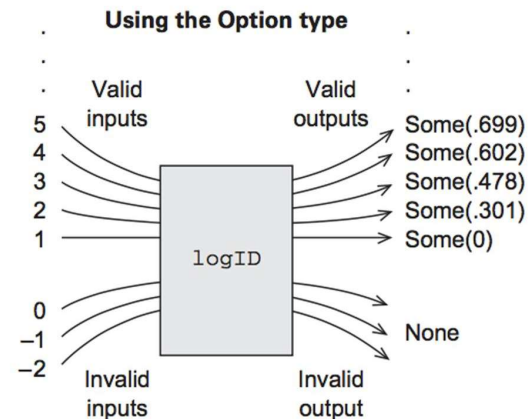 Using the Option type
Valid
inputs
Valid
outputs
5
4
3
2
1
0
–1
–2
logID
Some(.699)
Some(.602)
Some(.478)
Some(.301)
Some(0)
None
Invalid
inputs
Invalid
output